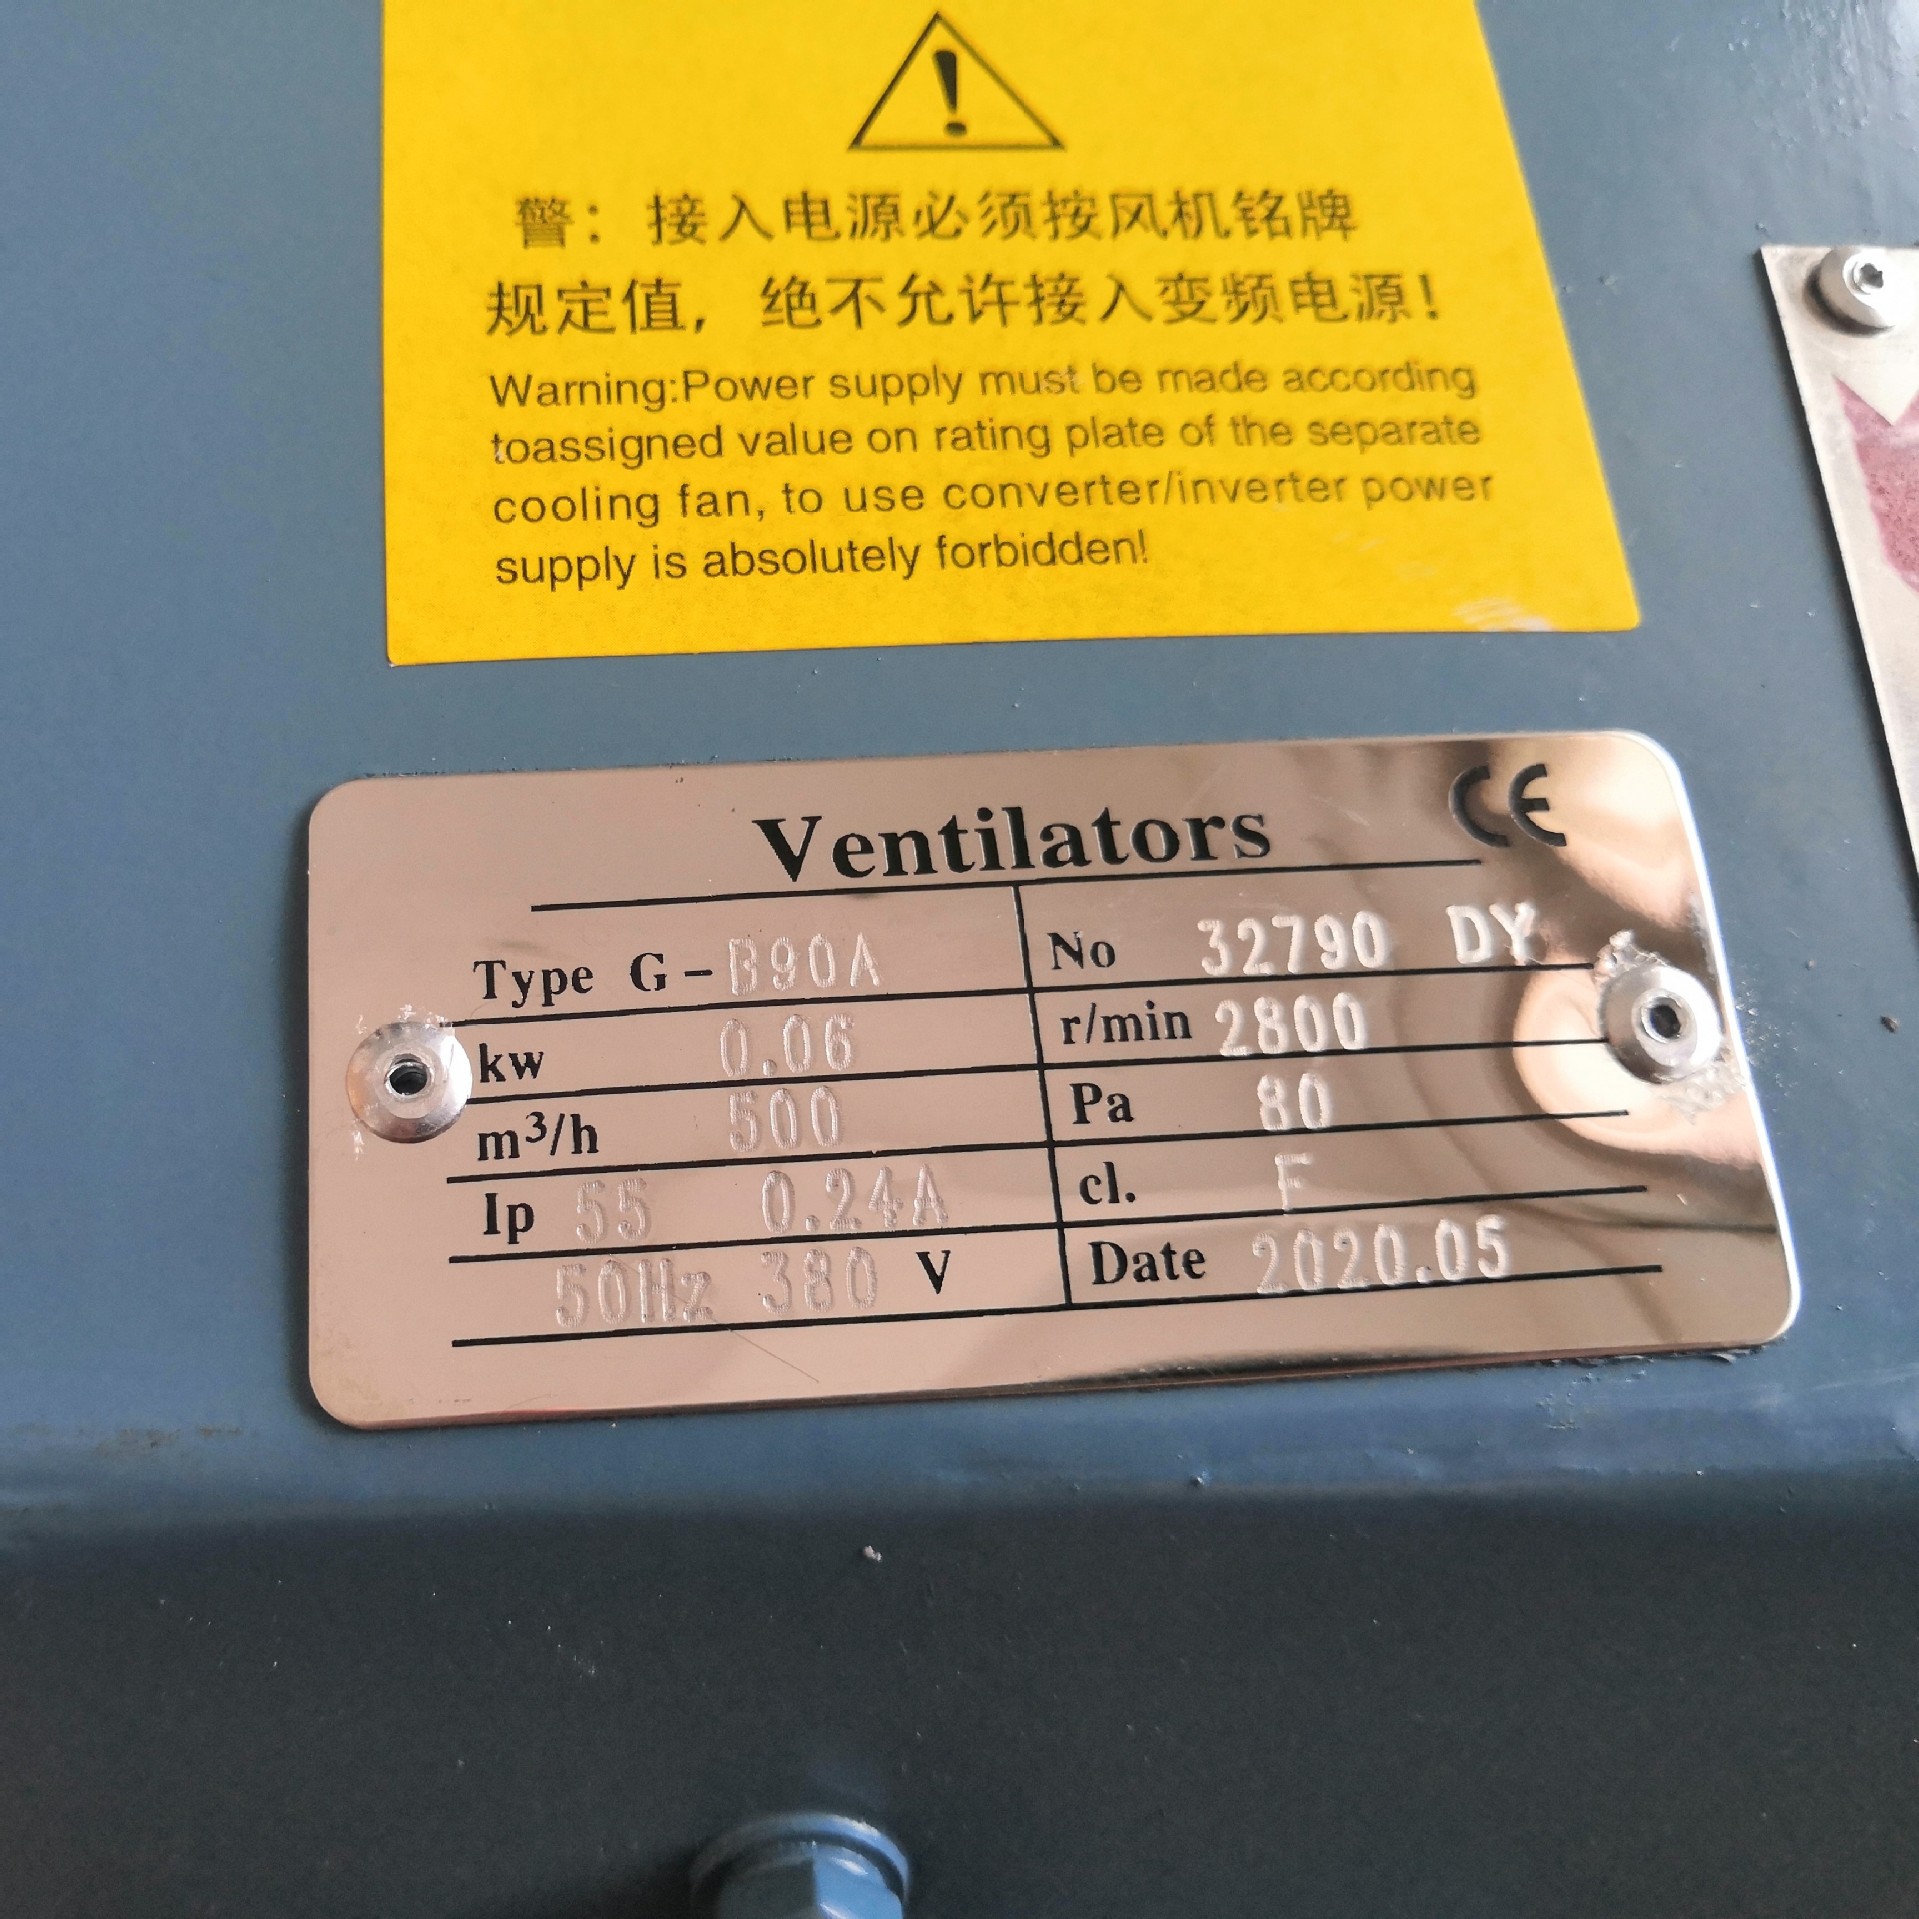 警：接入电源必须按风机铭牌
规定值，绝不允许接入变频电源！
Warning:Power supply must be made according
toassigned value on rating plate of the separate
cooling fan, to use converter/inverter power
supply is absolutely forbidden!
Ventilators CE
Type G-B90A No 32790 DY
kw 0.06 r/min 2800
m³/h 500 Pa 80
Ip 55 0.24A cl. F
50Hz 380 V Date 2020.05